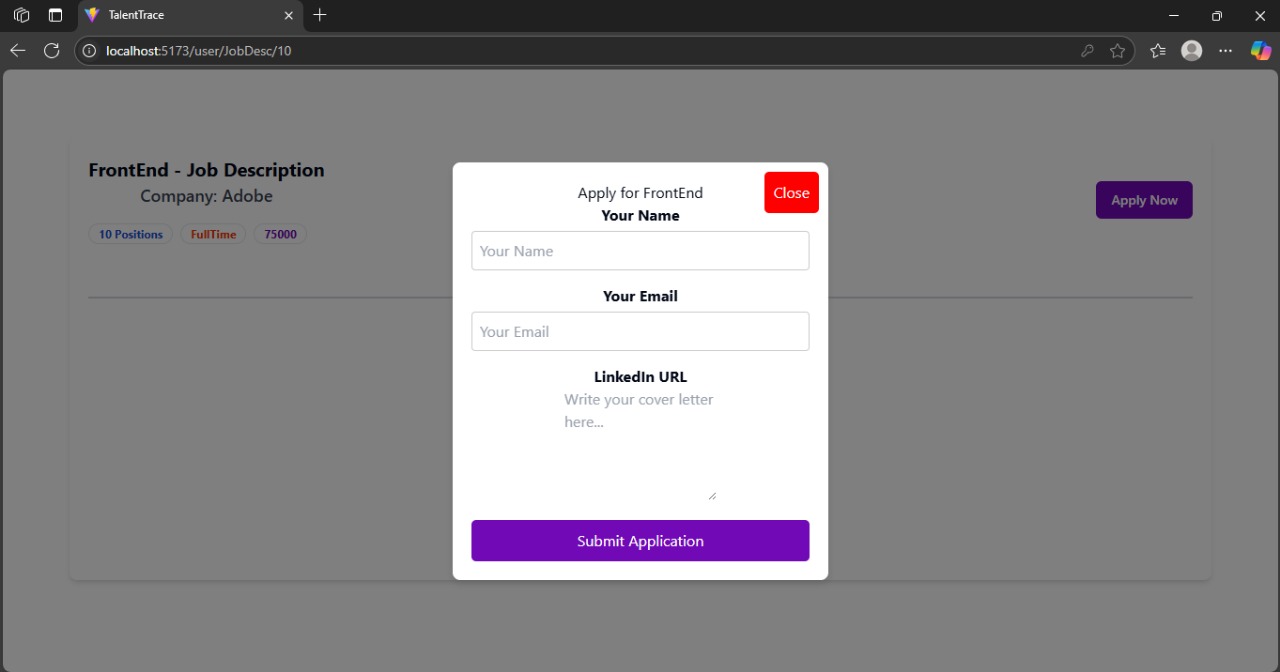 TalentTrace
localhost:5173/user/JobDesc/10
FrontEnd - Job Description
Company: Adobe
10 Positions FullTime 75000
Apply Now
Apply for FrontEnd
Close
Your Name
Your Name
Your Email
Your Email
LinkedIn URL
Write your cover letter
here...
Submit Application